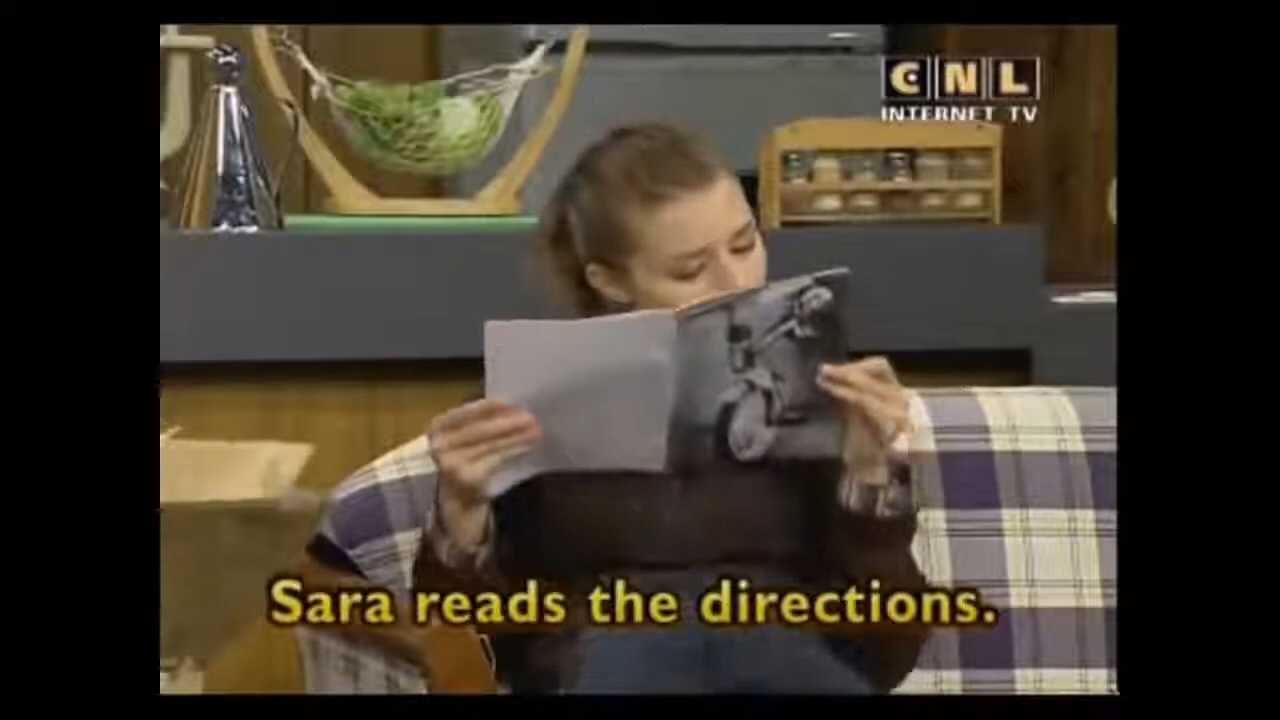 CNL
INTERNET TV
Sara reads the directions.